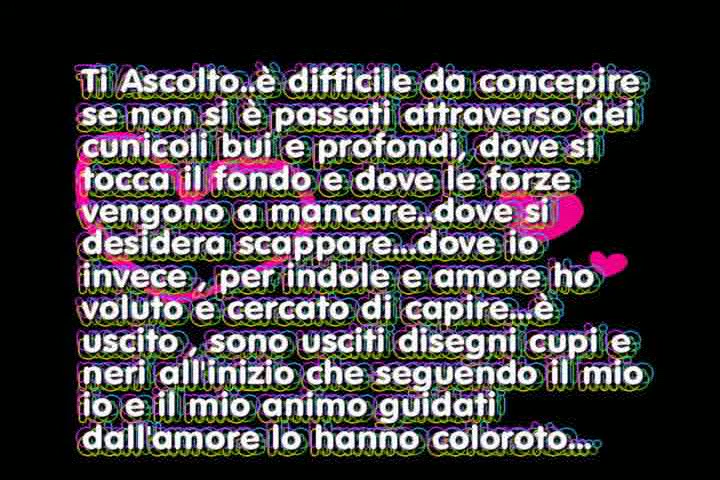 Ti Ascolto..è difficile da concepire
se non si è passati attraverso dei
cunicoli bui e profondi, dove si
tocca il fondo e dove le forze
vengono a mancare..dove si
desidera scappare...dove io
invece , per indole e amore ho
voluto e cercato di capire...è
uscito , sono usciti disegni cupi e
neri all'inizio che seguendo il mio
io e il mio animo guidati
dall'amore lo hanno coloroto...